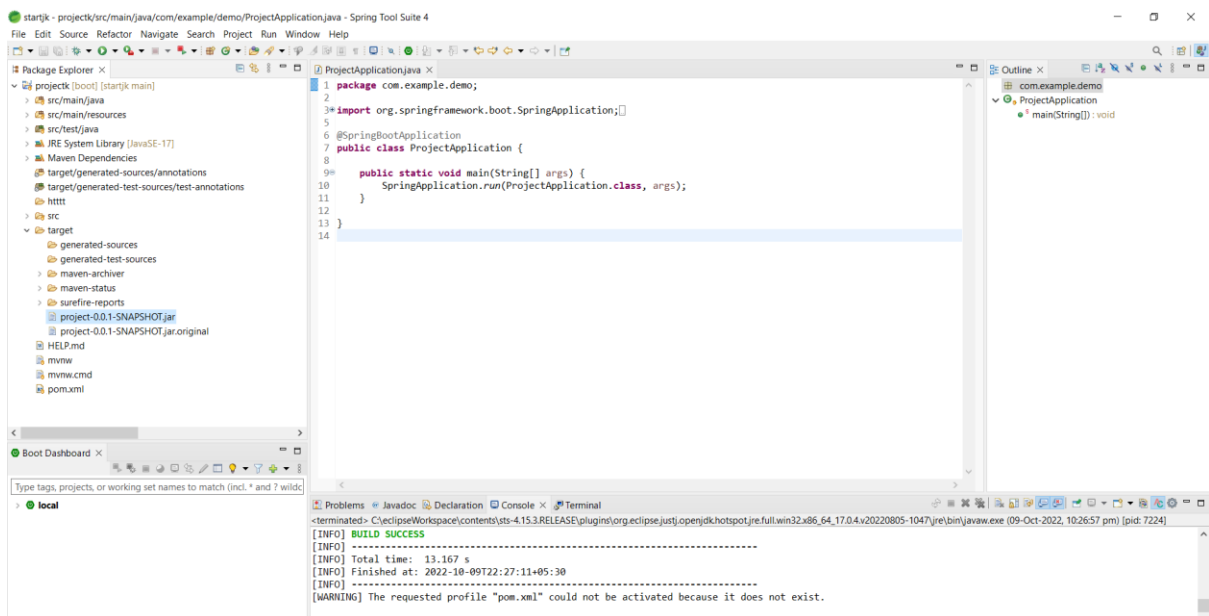 startjk - projectk/src/main/java/com/example/demo/ProjectApplication.java - Spring Tool Suite 4
File Edit Source Refactor Navigate Search Project Run Window Help
Package Explorer
projectk [boot] [startjk main]
src/main/java
src/main/resources
src/test/java
JRE System Library [JavaSE-17]
Maven Dependencies
target/generated-sources/annotations
target/generated-test-sources/test-annotations
htttt
src
target
generated-sources
generated-test-sources
maven-archiver
maven-status
surefire-reports
project-0.0.1-SNAPSHOT.jar
project-0.0.1-SNAPSHOT.jar.original
HELP.md
mvnw
mvnw.cmd
pom.xml
Boot Dashboard
Type tags, projects, or working set names to match (incl. * and ? wildc
local
ProjectApplication.java
1 package com.example.demo;
2
3 import org.springframework.boot.SpringApplication;
5
6 @SpringBootApplication
7 public class ProjectApplication {
8
9 public static void main(String[] args) {
10 SpringApplication.run(ProjectApplication.class, args);
11 }
12
13 }
14
Outline
com.example.demo
ProjectApplication
main(String[]) : void
Problems Javadoc Declaration Console Terminal
<terminated> C:\eclipseWorkspace\contents\sts-4.15.3.RELEASE\plugins\org.eclipse.justj.openjdk.hotspot.jre.full.win32.x86_64_17.0.4.v20220805-1047\jre\bin\javaw.exe (09-Oct-2022, 10:26:57 pm) [pid: 7224]
[INFO] BUILD SUCCESS
[INFO] ------------------------------------------------------------------------
[INFO] Total time: 13.167 s
[INFO] Finished at: 2022-10-09T22:27:11+05:30
[INFO] ------------------------------------------------------------------------
[WARNING] The requested profile "pom.xml" could not be activated because it does not exist.